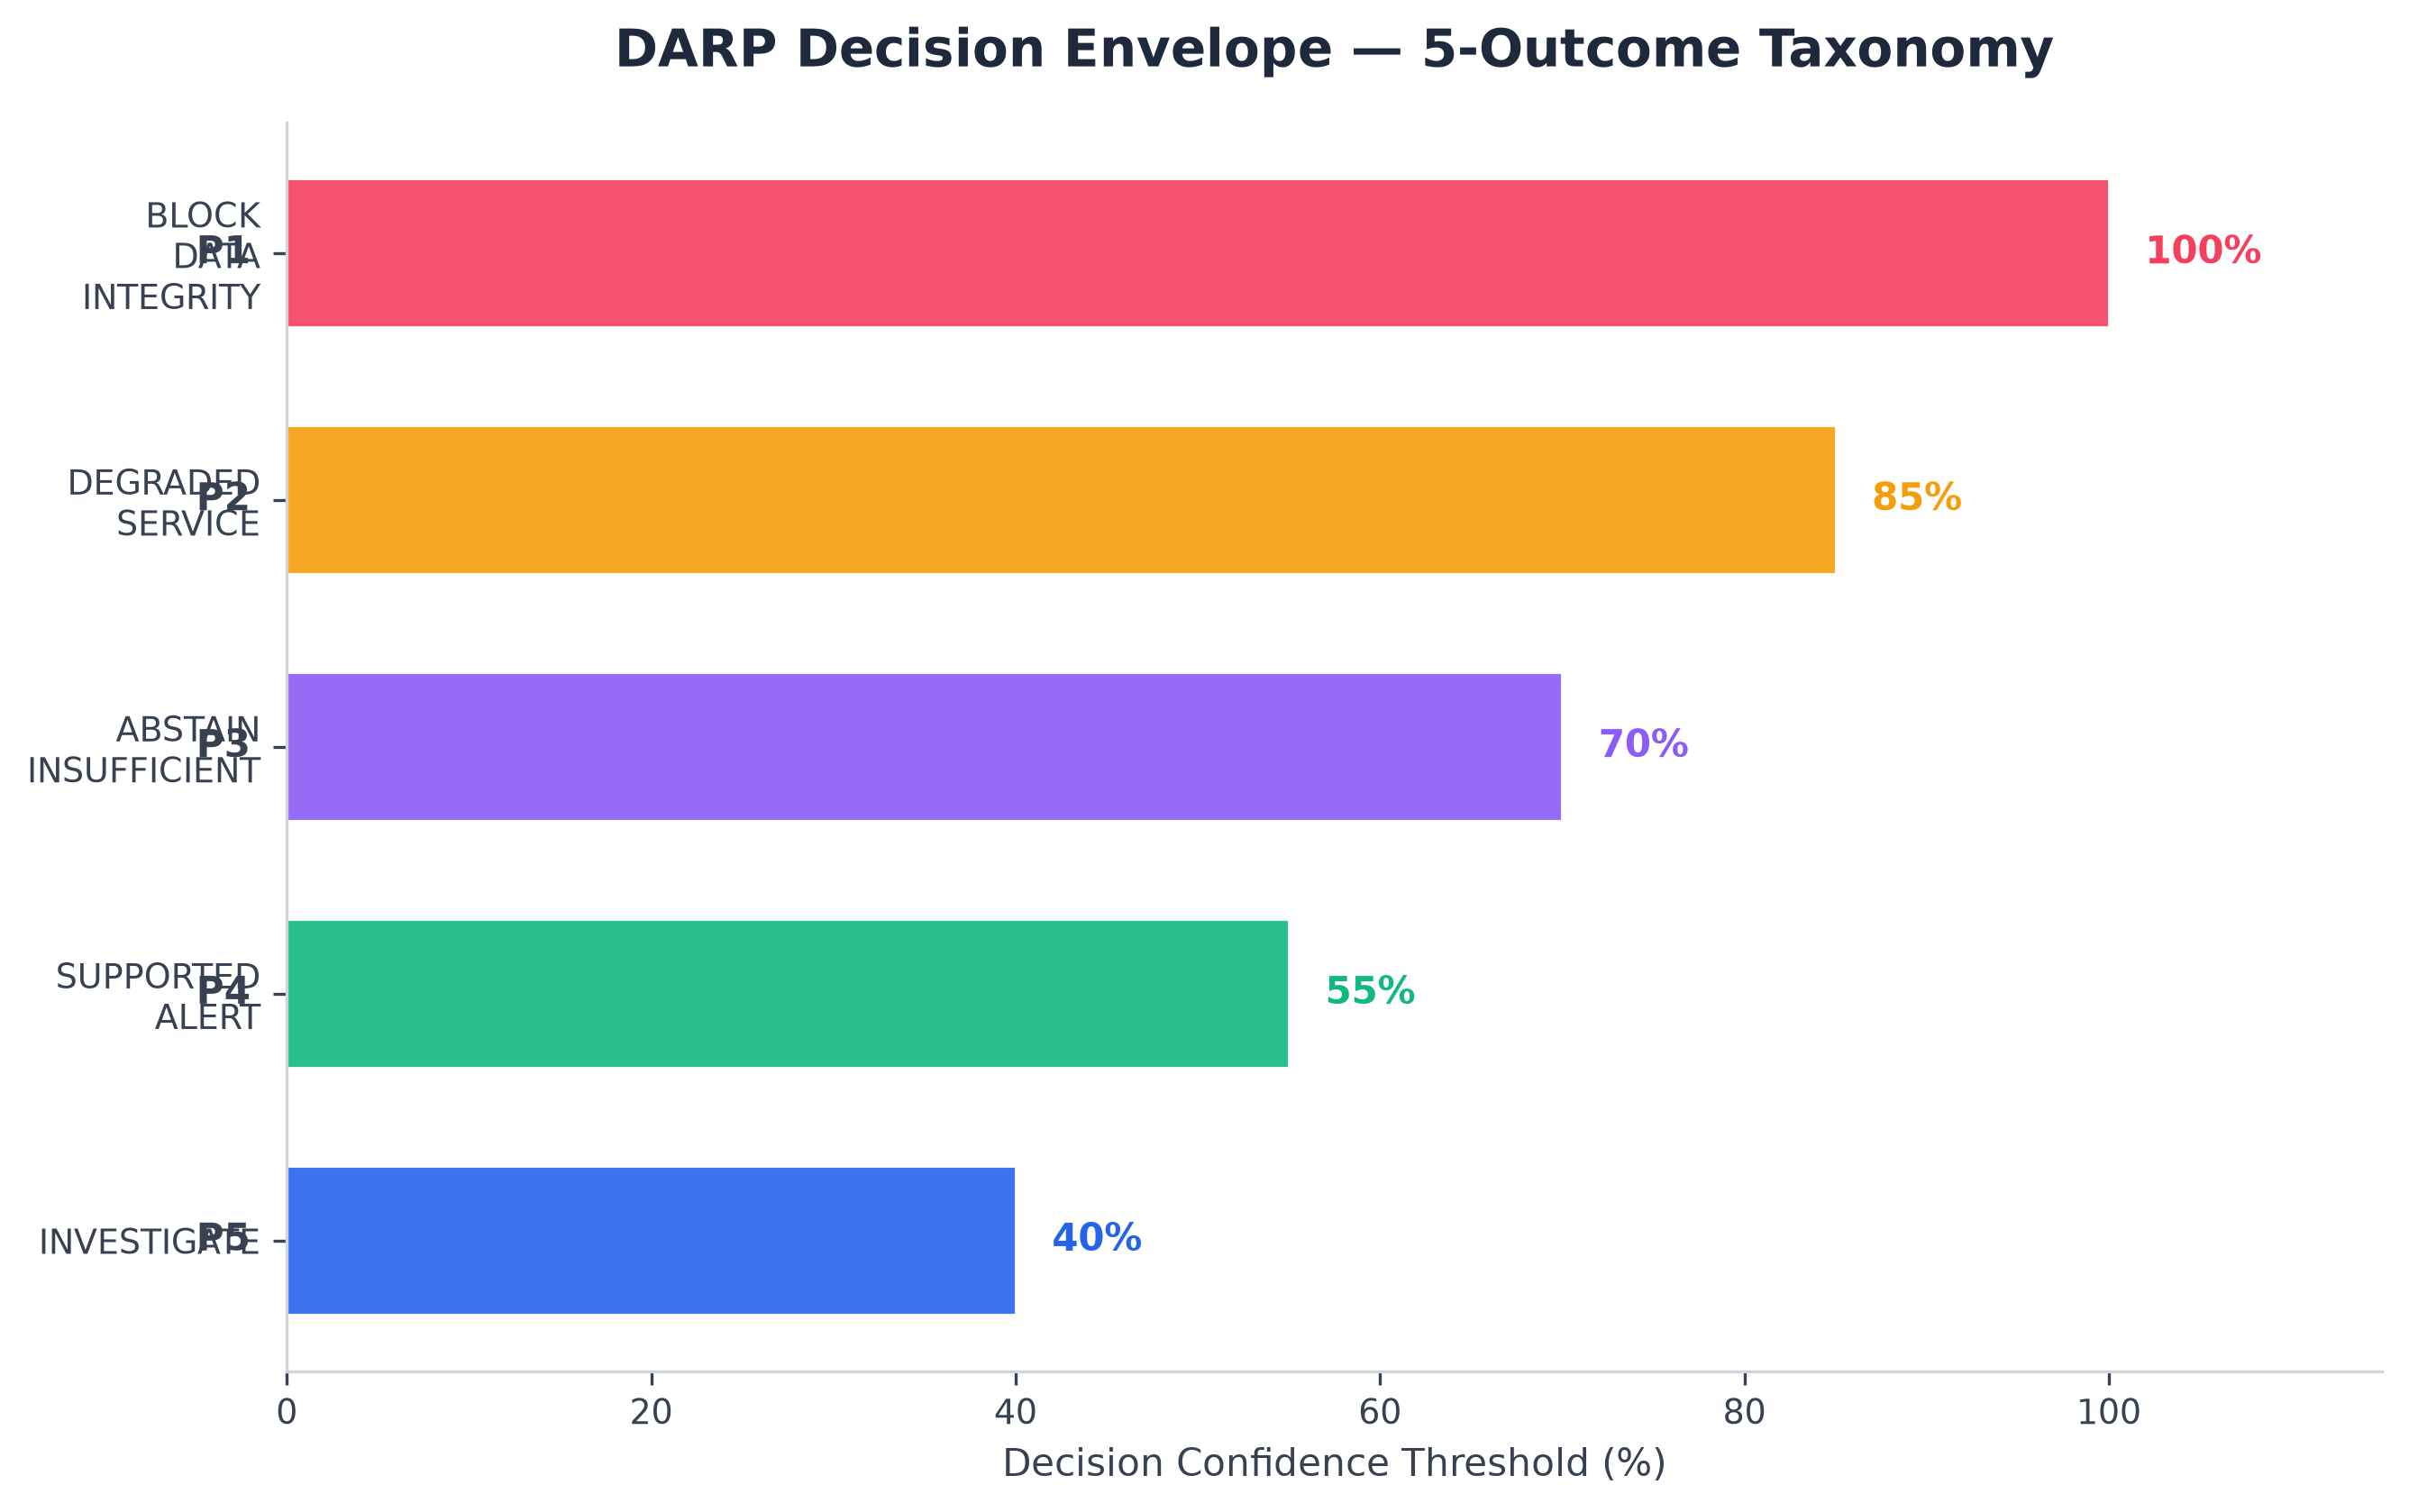 DARP Decision Envelope — 5-Outcome Taxonomy
BLOCK
DATA
INTEGRITY
P1
100%
DEGRADED
SERVICE
P2
85%
ABSTAIN
INSUFFICIENT
P3
70%
SUPPORTED
ALERT
P4
55%
INVESTIGATE
P5
40%
0 20 40 60 80 100
Decision Confidence Threshold (%)